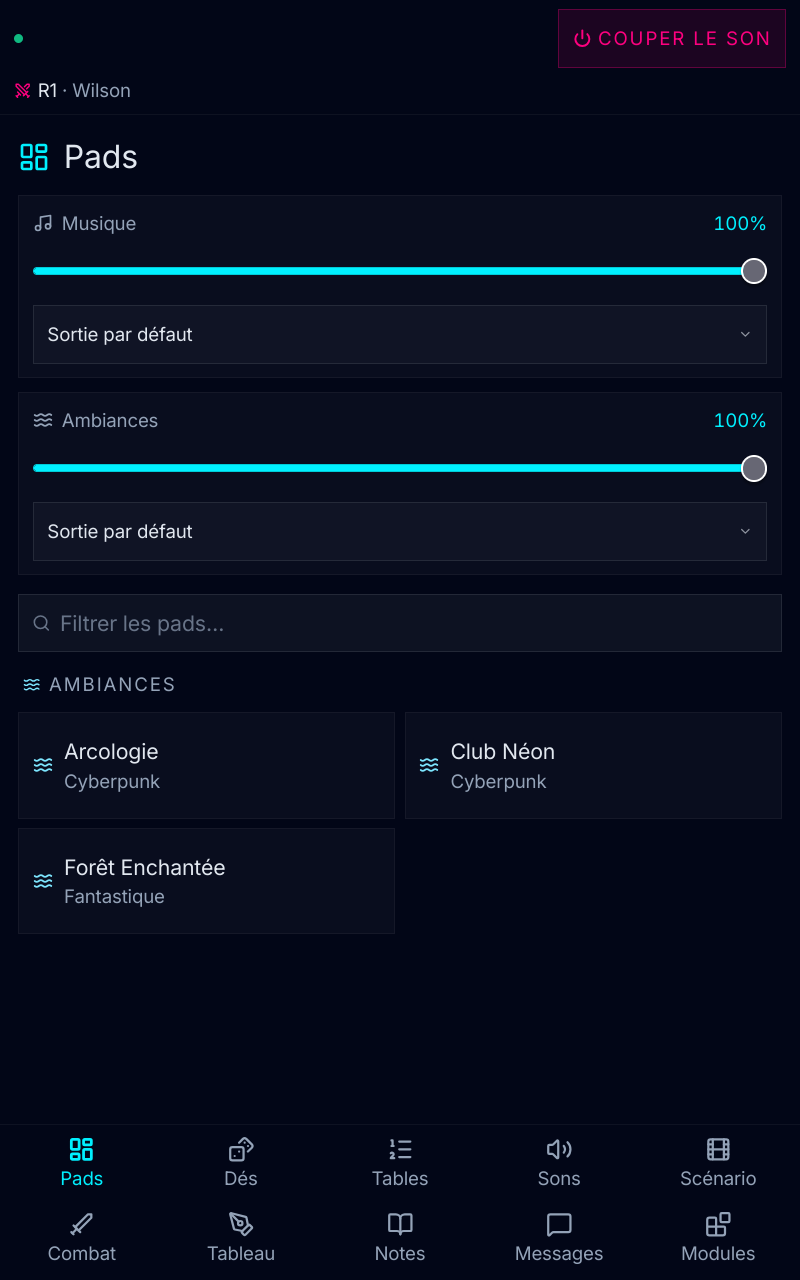 COUPER LE SON
R1 · Wilson
Pads
Musique 100%
Sortie par défaut
Ambiances 100%
Sortie par défaut
Filtrer les pads...
AMBIANCES
Arcologie
Cyberpunk
Club Néon
Cyberpunk
Forêt Enchantée
Fantastique
Pads Dés Tables Sons Scénario
Combat Tableau Notes Messages Modules